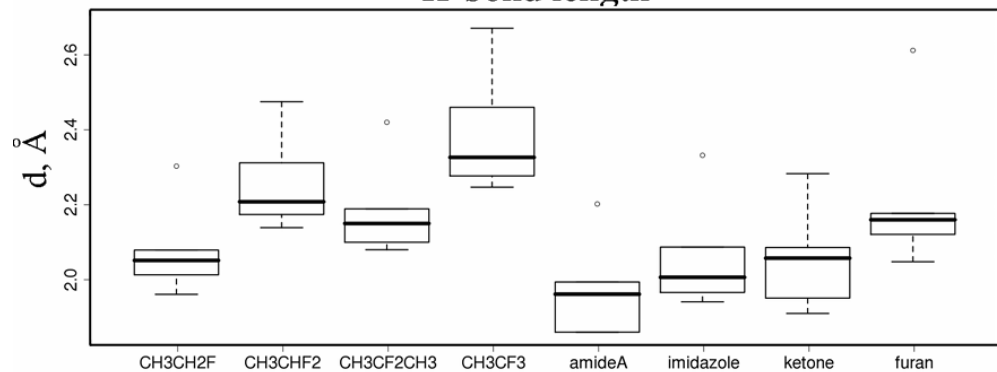 d, Å
2.6
2.4
2.2
2.0
CH3CH2F CH3CHF2 CH3CF2CH3 CH3CF3 amideA imidazole ketone furan